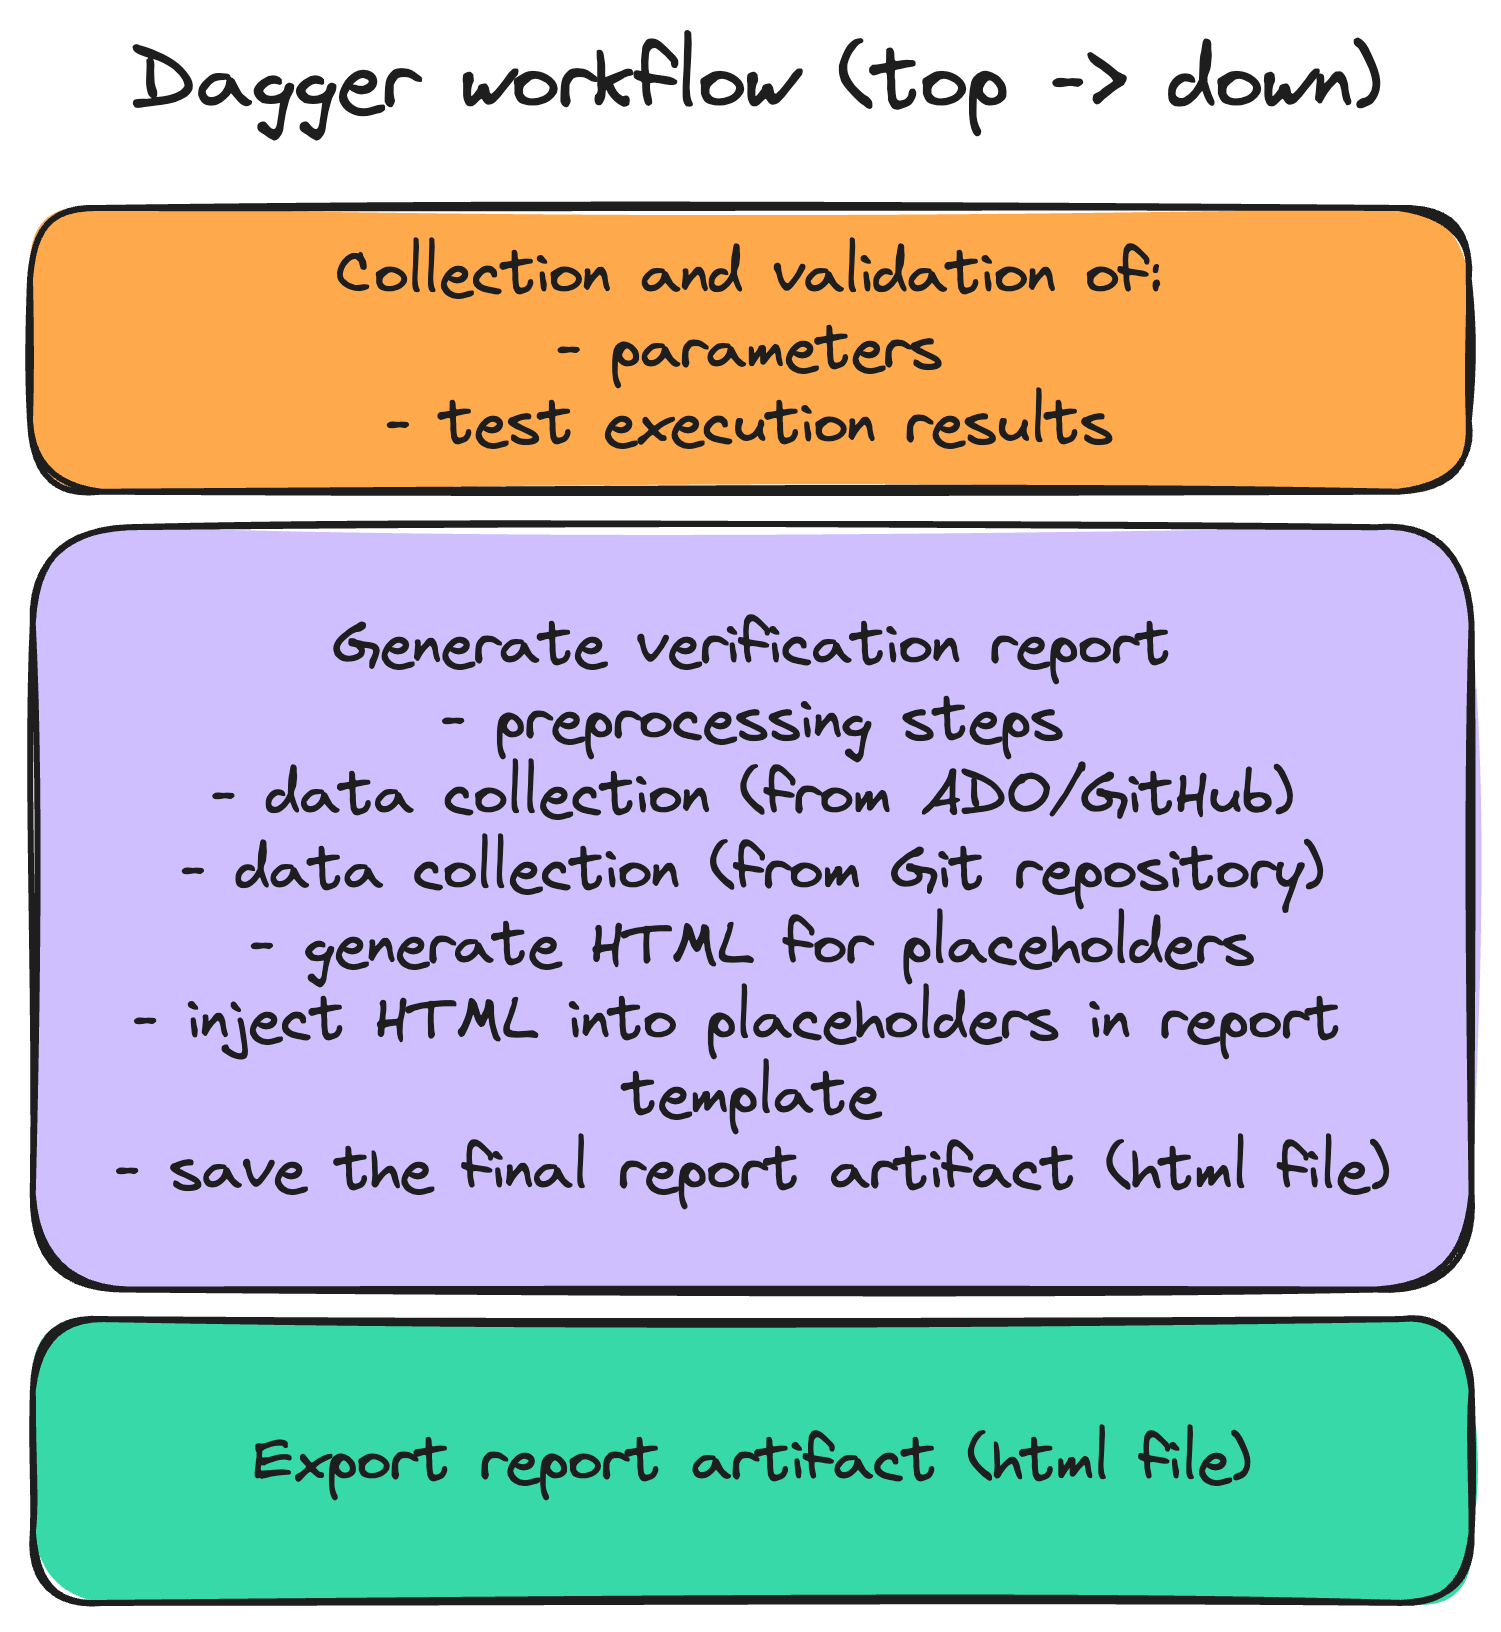 Dagger workflow (top -> down)
Collection and validation of:
- parameters
- test execution results
Generate verification report
- preprocessing steps
- data collection (from ADO/GitHub)
- data collection (from Git repository)
- generate HTML for placeholders
- inject HTML into placeholders in report
template
- save the final report artifact (html file)
Export report artifact (html file)